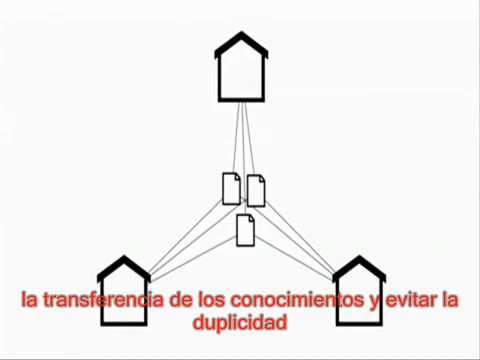 la transferencia de los conocimientos y evitar la
duplicidad